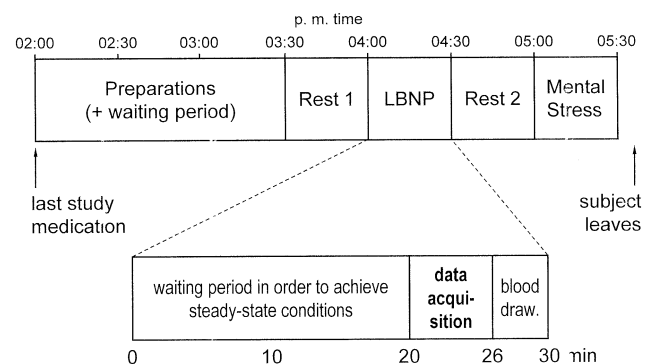 p. m. time
02:00 02:30 03:00 03:30 04:00 04:30 05:00 05:30
Preparations
(+ waiting period)
Rest 1
LBNP
Rest 2
Mental
Stress
last study
medication
subject
leaves
waiting period in order to achieve
steady-state conditions
data
acqui-
sition
blood
draw.
0 10 20 26 30 min